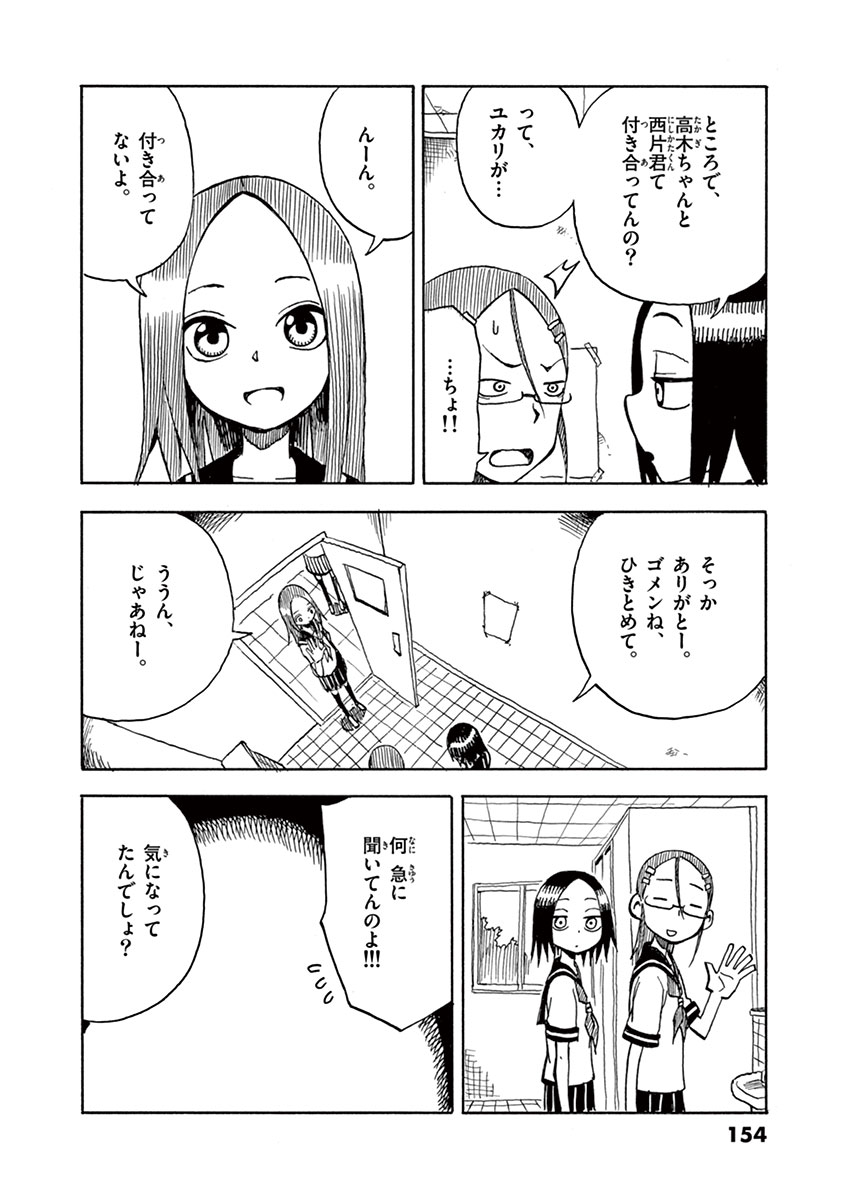 ところで、
高木ちゃんと
西片君て
付き合ってんの？
って、
ユカリが…
…ちょ!!
んーん。
付き合って
ないよ。
そっか
ありがとー。
ゴメンね、
ひきとめて。
ううん、
じゃあねー。
何 急に
聞いてんのよ!!!
気になって
たんでしょ？
154